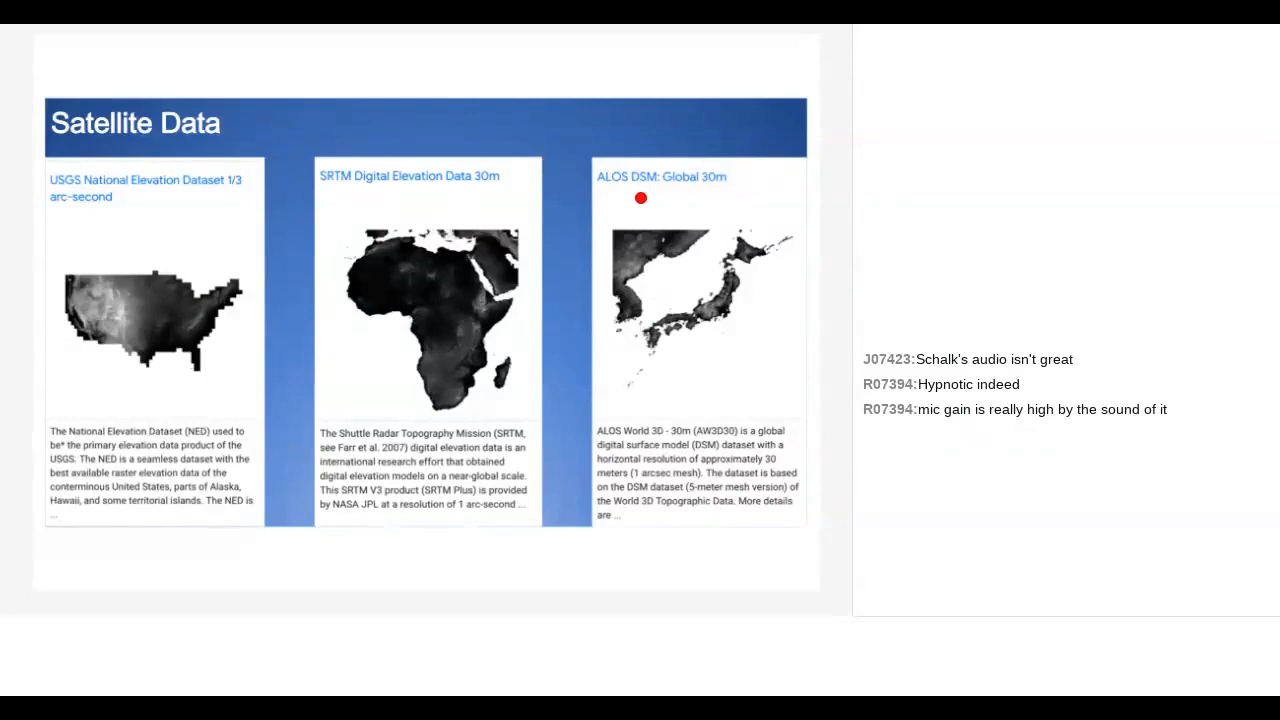 Satellite Data
USGS National Elevation Dataset 1/3
arc-second
The National Elevation Dataset (NED) used to
be* the primary elevation data product of the
USGS. The NED is a seamless dataset with the
best available raster elevation data of the
conterminous United States, parts of Alaska,
Hawaii, and some territorial islands. The NED is
...
SRTM Digital Elevation Data 30m
The Shuttle Radar Topography Mission (SRTM,
see Farr et al. 2007) digital elevation data is an
international research effort that obtained
digital elevation models on a near-global scale.
This SRTM V3 product (SRTM Plus) is provided
by NASA JPL at a resolution of 1 arc-second ...
ALOS DSM: Global 30m
ALOS World 3D - 30m (AW3D30) is a global
digital surface model (DSM) dataset with a
horizontal resolution of approximately 30
meters (1 arcsec mesh). The dataset is based
on the DSM dataset (5-meter mesh version) of
the World 3D Topographic Data. More details
are ...
J07423:Schalk's audio isn't great
R07394:Hypnotic indeed
R07394:mic gain is really high by the sound of it